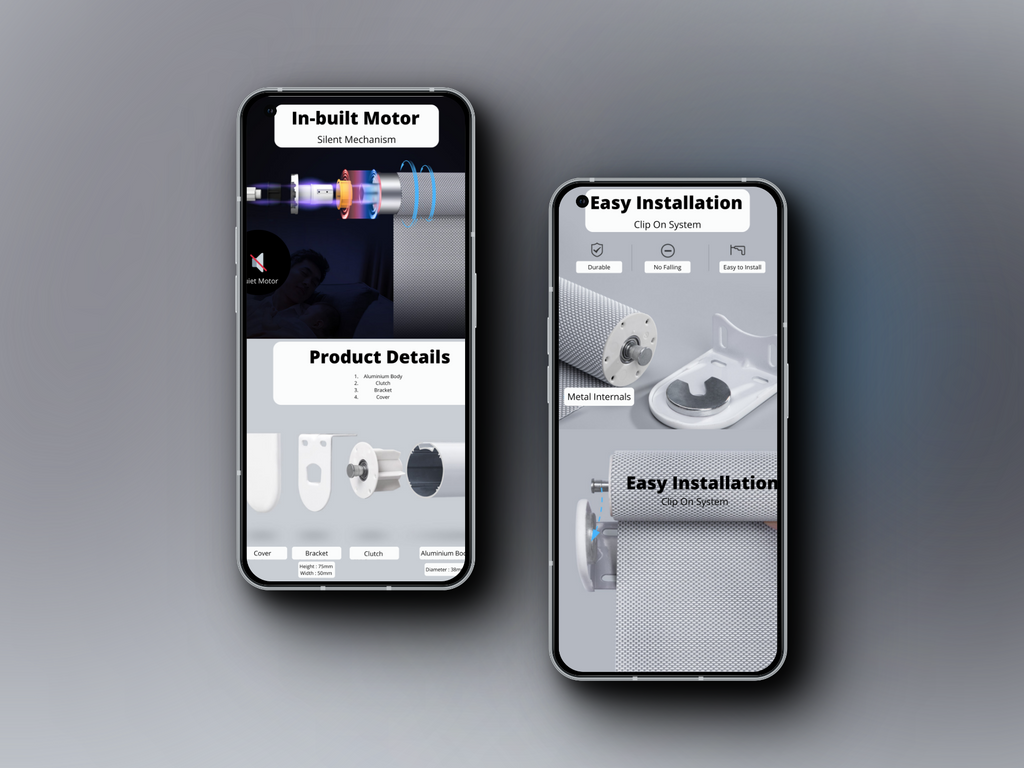 In-built Motor
Silent Mechanism
iet Motor
Product Details
1. Aluminium Body
2. Clutch
3. Bracket
4. Cover
Cover
Bracket
Clutch
Aluminium Bo
Height : 75mm
Width : 50mm
Diameter : 38m
Easy Installation
Clip On System
Durable
No Falling
Easy to Install
Metal Internals
Easy Installation
Clip On System